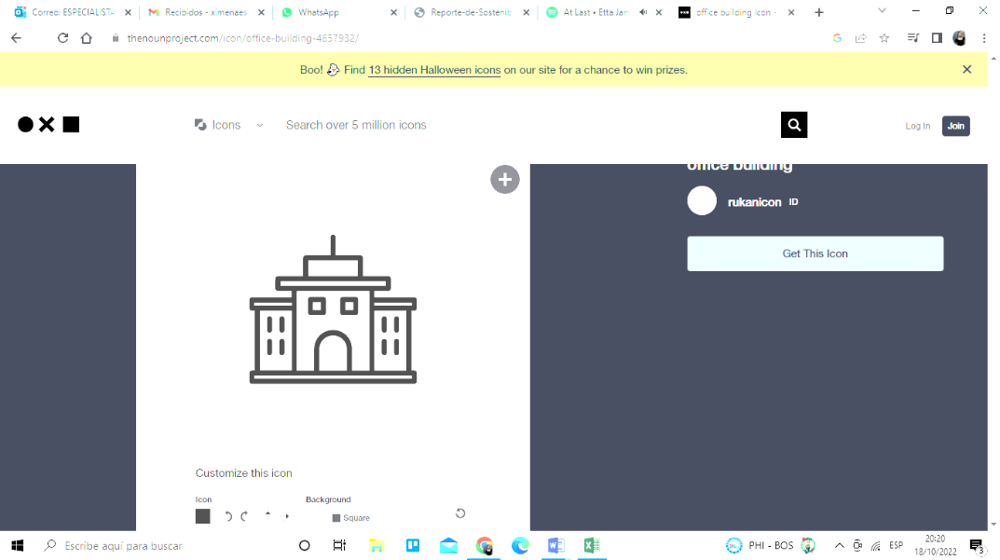 Correo: ESPECIALISTA
Recibidos - ximenaes
WhatsApp
Reporte-de-Sostenib
At Last • Etta Jam
office building Icon -
thenounproject.com/icon/office-building-4657932/
Boo! Find 13 hidden Halloween icons on our site for a chance to win prizes.
Icons
Search over 5 million icons
Log In
Join
office building
rukanicon ID
Get This Icon
Customize this icon
Icon
Background
Square
Escribe aquí para buscar
PHI - BOS
ESP
20:20
18/10/2022
3